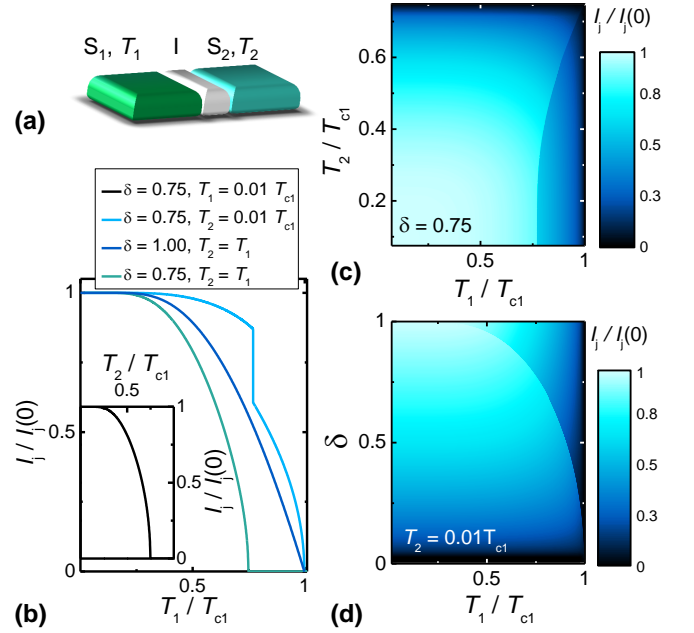 S1, T1 I S2,T2
(a)
δ = 0.75, T1 = 0.01 Tc1
δ = 0.75, T2 = 0.01 Tc1
δ = 1.00, T2 = T1
δ = 0.75, T2 = T1
1
0.5
0
Ij / Ij(0)
T2 / Tc1
0.5
1
0.5
0
Ij / Ij(0)
0.5
1
T1 / Tc1
(b)
Ij / Ij(0)
0.6
0.4
0.2
T2 / Tc1
δ = 0.75
0.5
1
T1 / Tc1
1
0.8
0.6
0.3
0
(c)
Ij / Ij(0)
1
0.5
0
δ
T2 = 0.01Tc1
0.5
1
T1 / Tc1
1
0.8
0.6
0.3
0
(d)